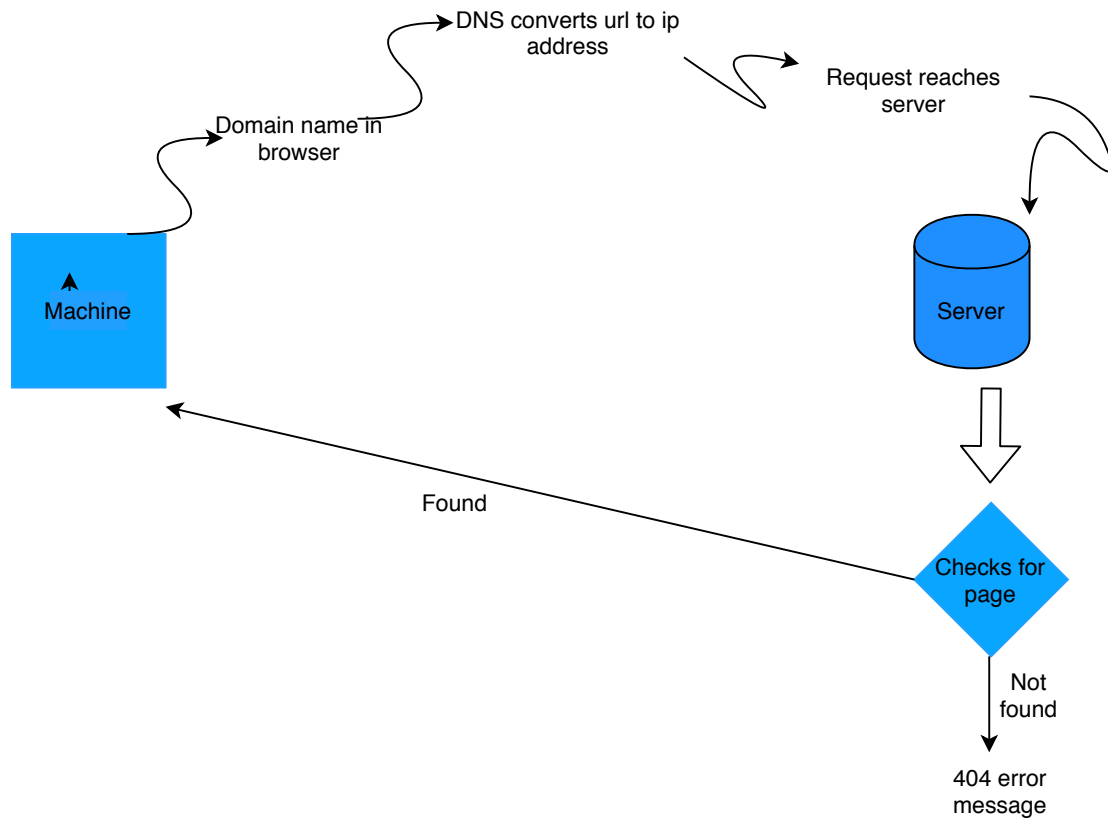 DNS converts url to ip
address
Request reaches
server
Domain name in
browser
Machine
Server
Found
Checks for
page
Not
found
404 error
message